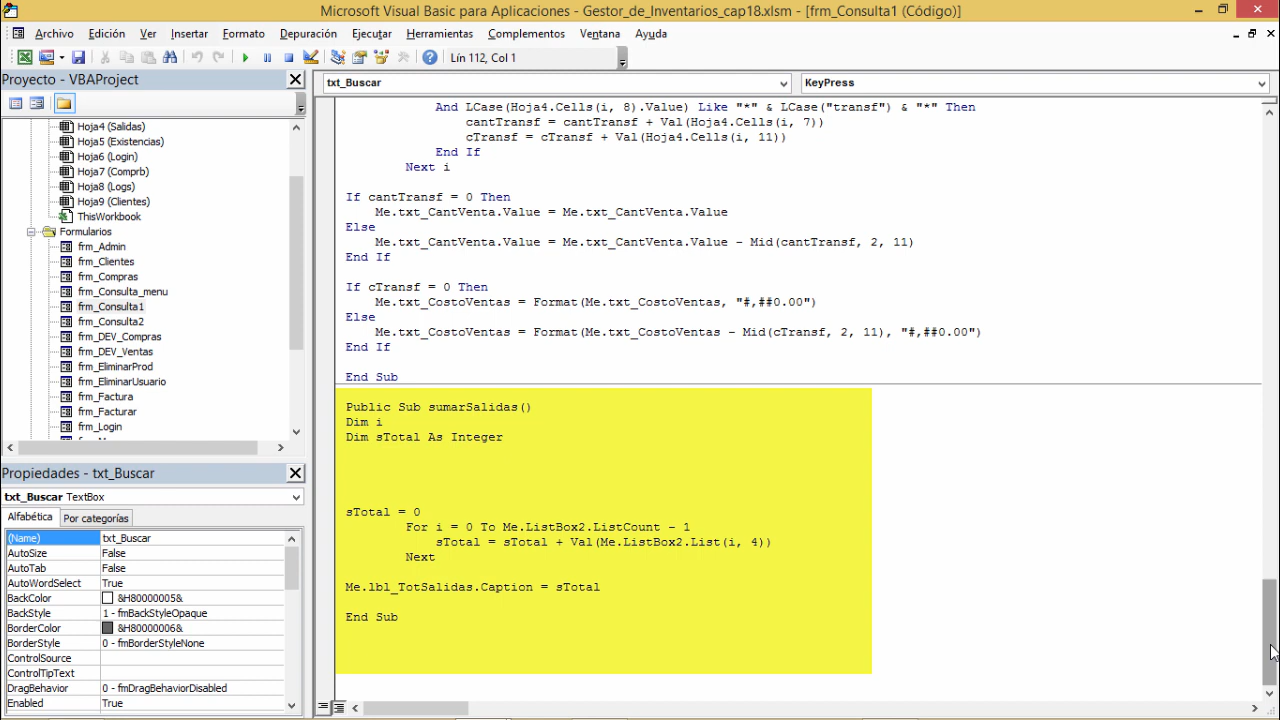 Microsoft Visual Basic para Aplicaciones - Gestor_de_Inventarios_cap18.xlsm - [frm_Consulta1 (Código)]
Archivo Edición Ver Insertar Formato Depuración Ejecutar Herramientas Complementos Ventana Ayuda
Lín 112, Col 1
Proyecto - VBAProject
Hoja4 (Salidas)
Hoja5 (Existencias)
Hoja6 (Login)
Hoja7 (Comprb)
Hoja8 (Logs)
Hoja9 (Clientes)
ThisWorkbook
Formularios
frm_Admin
frm_Clientes
frm_Compras
frm_Consulta_menu
frm_Consulta1
frm_Consulta2
frm_DEV_Compras
frm_DEV_Ventas
frm_EliminarProd
frm_EliminarUsuario
frm_Factura
frm_Facturar
frm_Login
Propiedades - txt_Buscar
txt_Buscar TextBox
Alfabética Por categorías
(Name) txt_Buscar
AutoSize False
AutoTab False
AutoWordSelect True
BackColor &H80000005&
BackStyle 1 - fmBackStyleOpaque
BorderColor &H80000006&
BorderStyle 0 - fmBorderStyleNone
ControlSource
ControlTipText
DragBehavior 0 - fmDragBehaviorDisabled
Enabled True
txt_Buscar KeyPress
And LCase(Hoja4.Cells(i, 8).Value) Like "*" & LCase("transf") & "*" Then
cantTransf = cantTransf + Val(Hoja4.Cells(i, 7))
cTransf = cTransf + Val(Hoja4.Cells(i, 11))
End If
Next i
If cantTransf = 0 Then
Me.txt_CantVenta.Value = Me.txt_CantVenta.Value
Else
Me.txt_CantVenta.Value = Me.txt_CantVenta.Value - Mid(cantTransf, 2, 11)
End If
If cTransf = 0 Then
Me.txt_CostoVentas = Format(Me.txt_CostoVentas, "#,##0.00")
Else
Me.txt_CostoVentas = Format(Me.txt_CostoVentas - Mid(cTransf, 2, 11), "#,##0.00")
End If
End Sub
Public Sub sumarSalidas()
Dim i
Dim sTotal As Integer
sTotal = 0
For i = 0 To Me.ListBox2.ListCount - 1
sTotal = sTotal + Val(Me.ListBox2.List(i, 4))
Next
Me.lbl_TotSalidas.Caption = sTotal
End Sub